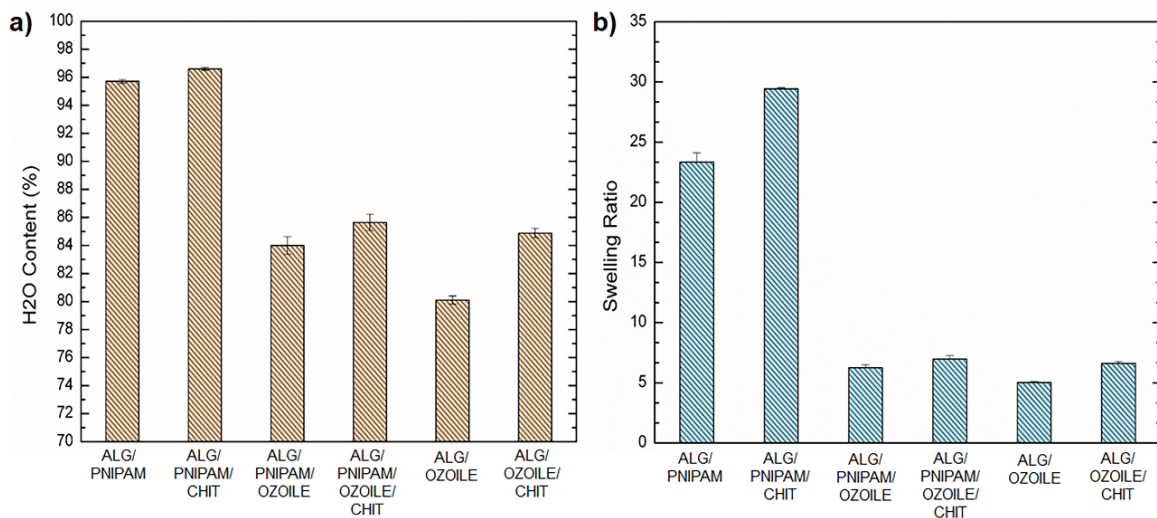 a)
H2O Content (%)
100
98
96
94
92
90
88
86
84
82
80
78
76
74
72
70
ALG/
PNIPAM
ALG/
PNIPAM/
CHIT
ALG/
PNIPAM/
OZOILE
ALG/
PNIPAM/
OZOILE/
CHIT
ALG/
OZOILE
ALG/
OZOILE/
CHIT
b)
Swelling Ratio
35
30
25
20
15
10
5
0
ALG/
PNIPAM
ALG/
PNIPAM/
CHIT
ALG/
PNIPAM/
OZOILE
ALG/
PNIPAM/
OZOILE/
CHIT
ALG/
OZOILE
ALG/
OZOILE/
CHIT